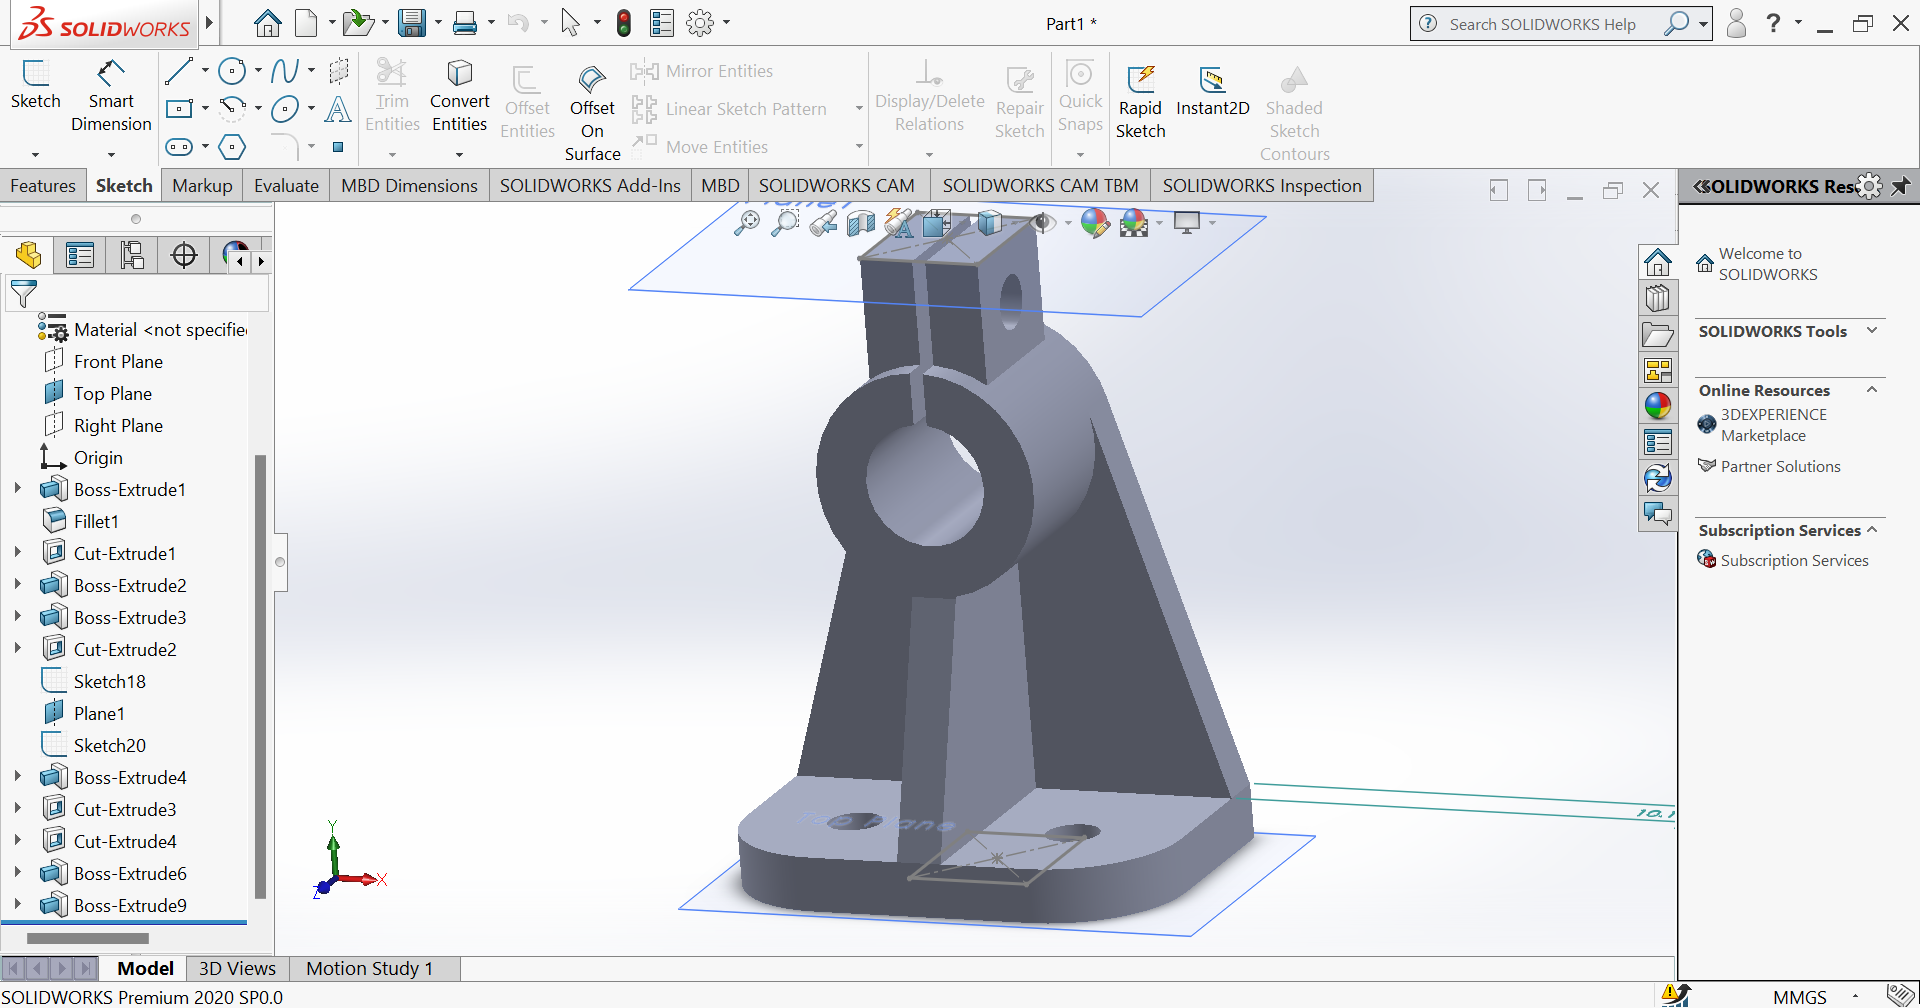 SOLIDWORKS
Part1 *
Search SOLIDWORKS Help
?
Sketch
Smart Dimension
Trim Entities
Convert Entities
Offset Entities
Offset On Surface
Mirror Entities
Linear Sketch Pattern
Move Entities
Display/Delete Relations
Repair Sketch
Quick Snaps
Rapid Sketch
Instant2D
Shaded Sketch Contours
Features
Sketch
Markup
Evaluate
MBD Dimensions
SOLIDWORKS Add-Ins
MBD
SOLIDWORKS CAM
SOLIDWORKS CAM TBM
SOLIDWORKS Inspection
Material <not specifie
Front Plane
Top Plane
Right Plane
Origin
Boss-Extrude1
Fillet1
Cut-Extrude1
Boss-Extrude2
Boss-Extrude3
Cut-Extrude2
Sketch18
Plane1
Sketch20
Boss-Extrude4
Cut-Extrude3
Cut-Extrude4
Boss-Extrude6
Boss-Extrude9
Top Plane
Y
X
Z
OLIDWORKS Res
Welcome to
SOLIDWORKS
SOLIDWORKS Tools
Online Resources
3DEXPERIENCE
Marketplace
Partner Solutions
Subscription Services
Subscription Services
Model
3D Views
Motion Study 1
SOLIDWORKS Premium 2020 SP0.0
MMGS